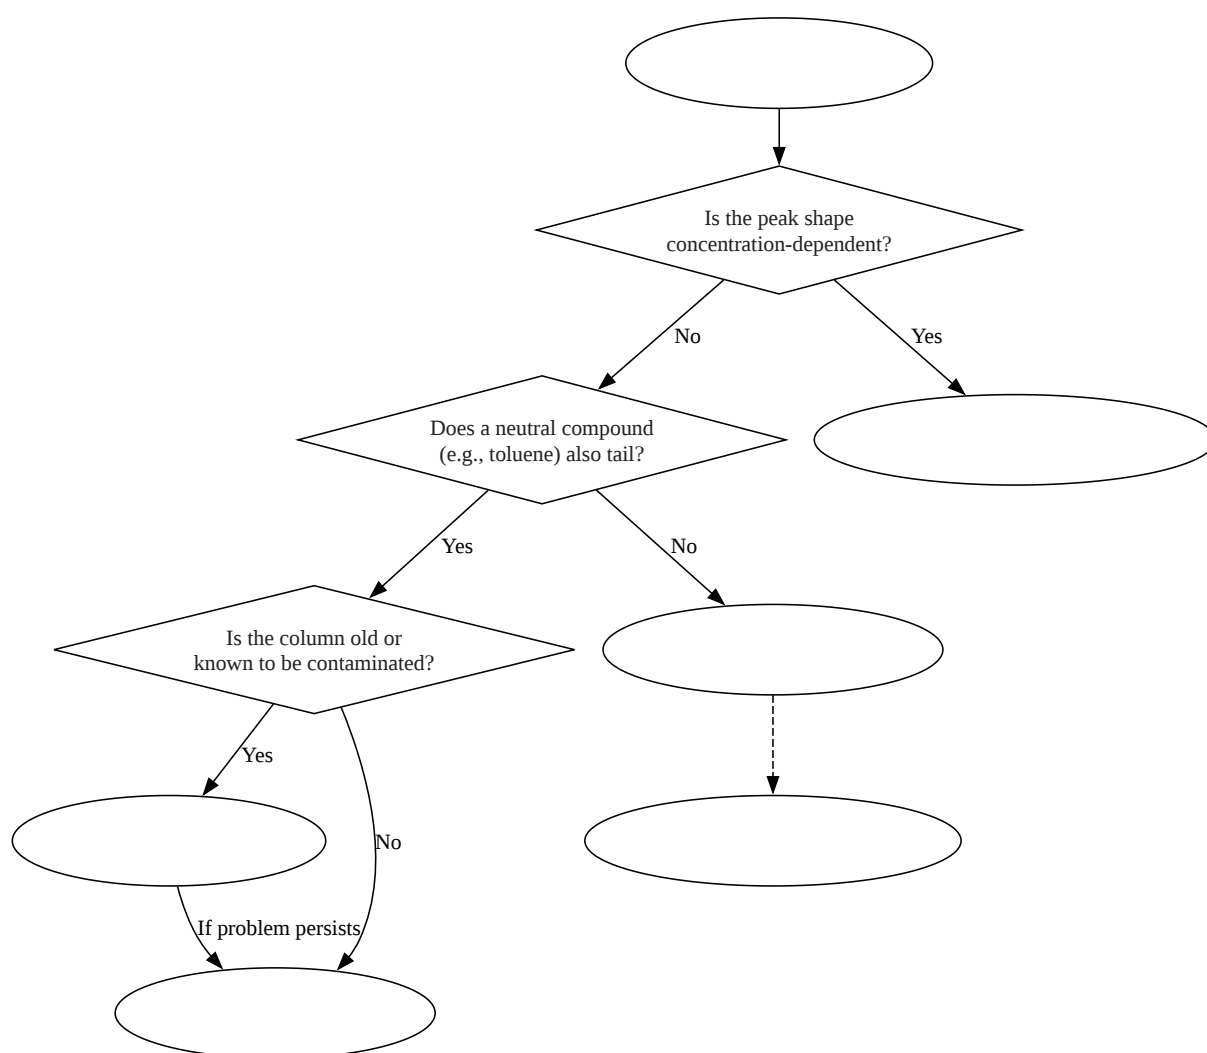 Is the peak shape
concentration-dependent?
No
Yes
Does a neutral compound
(e.g., toluene) also tail?
Yes
No
Is the column old or
known to be contaminated?
Yes
No
If problem persists